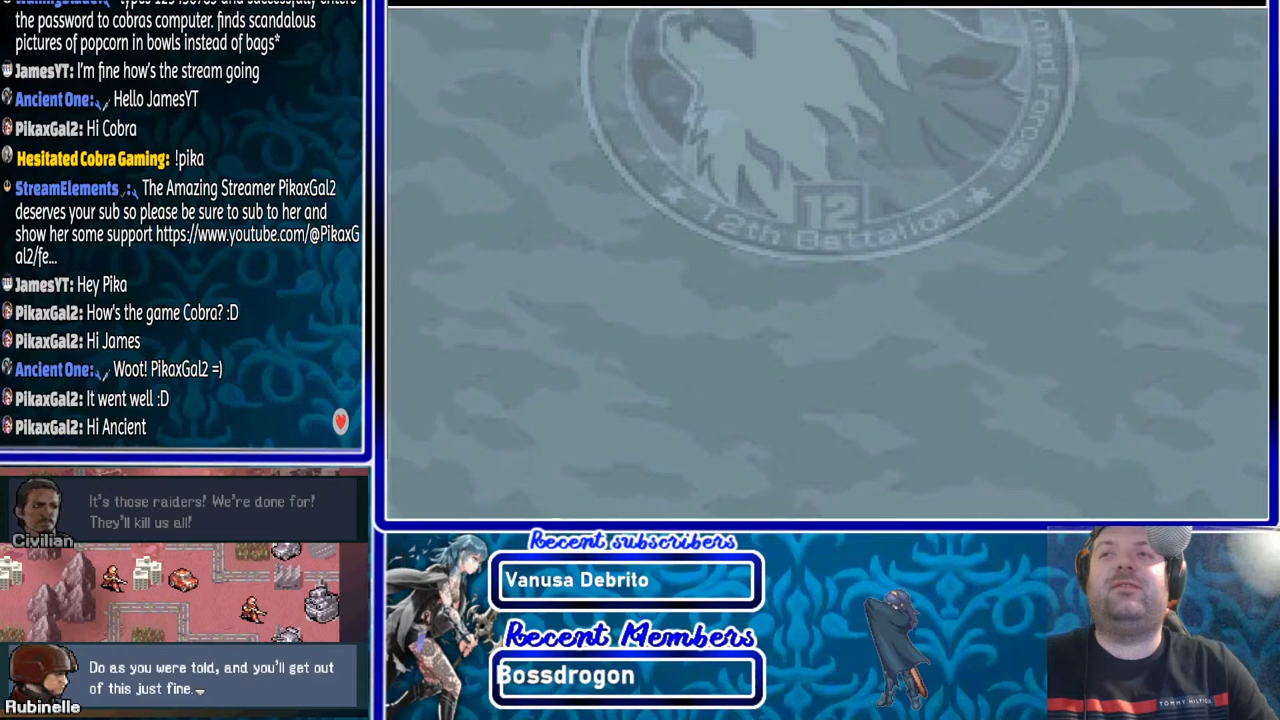 the password to cobras computer. finds scandalous
pictures of popcorn in bowls instead of bags*
JamesYT: I'm fine how's the stream going
Ancient One: Hello JamesYT
PikaxGal2: Hi Cobra
Hesitated Cobra Gaming: !pika
StreamElements : The Amazing Streamer PikaxGal2
deserves your sub so please be sure to sub to her and
show her some support https://www.youtube.com/@PikaxG
al2/fe...
JamesYT: Hey Pika
PikaxGal2: How's the game Cobra? :D
PikaxGal2: Hi James
Ancient One: Woot! PikaxGal2 =)
PikaxGal2: It went well :D
PikaxGal2: Hi Ancient
It's those raiders! We're done for!
They'll kill us all!
Civilian
Do as you were told, and you'll get out
of this just fine.
Rubinelle
Forces
12
12th Battalion
Recent subscribers
Vanusa Debrito
Recent Members
Bossdrogon
TOMMY HILFIGER